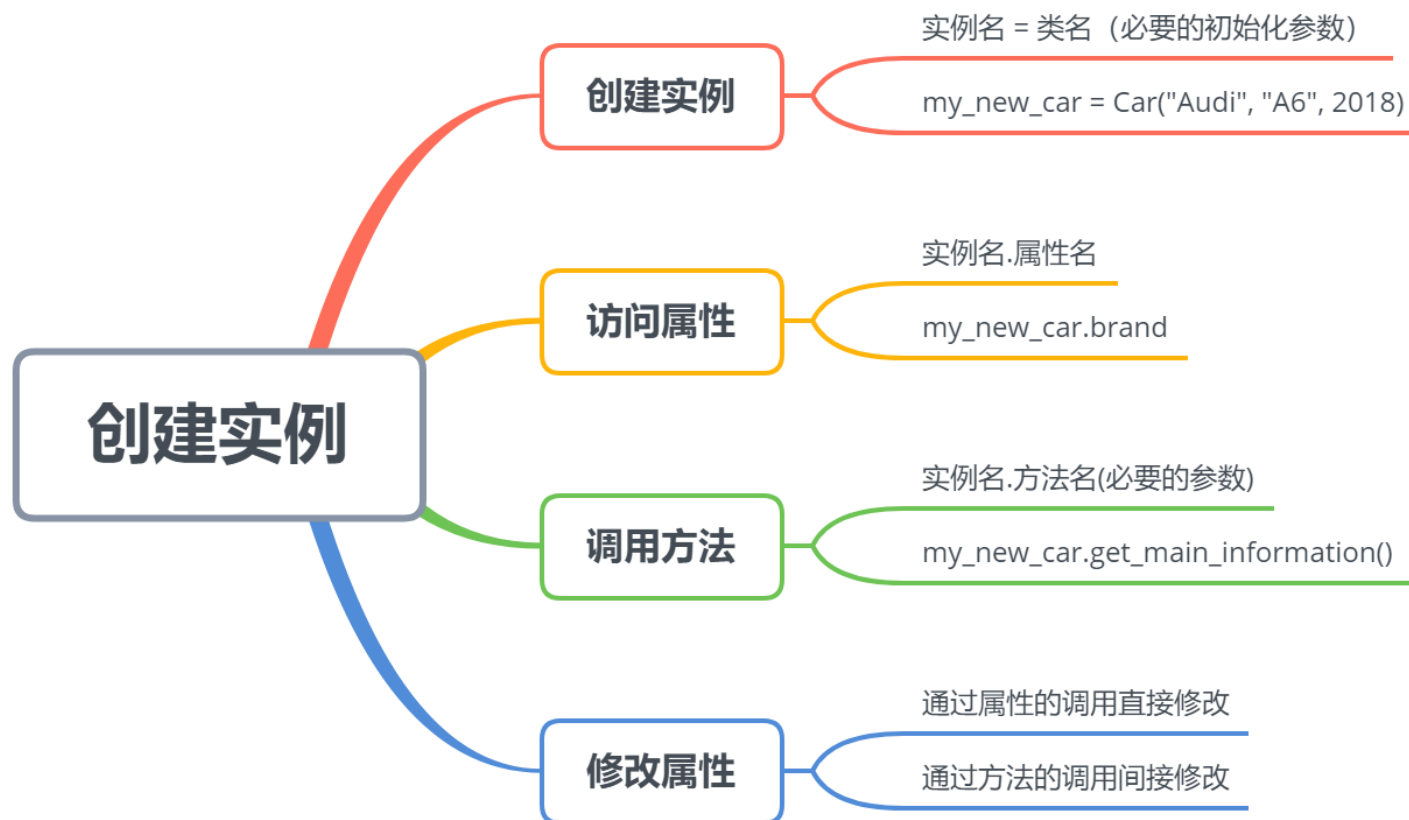 创建实例
创建实例
实例名 = 类名（必要的初始化参数）
my_new_car = Car("Audi", "A6", 2018)
访问属性
实例名.属性名
my_new_car.brand
调用方法
实例名.方法名(必要的参数)
my_new_car.get_main_information()
修改属性
通过属性的调用直接修改
通过方法的调用间接修改